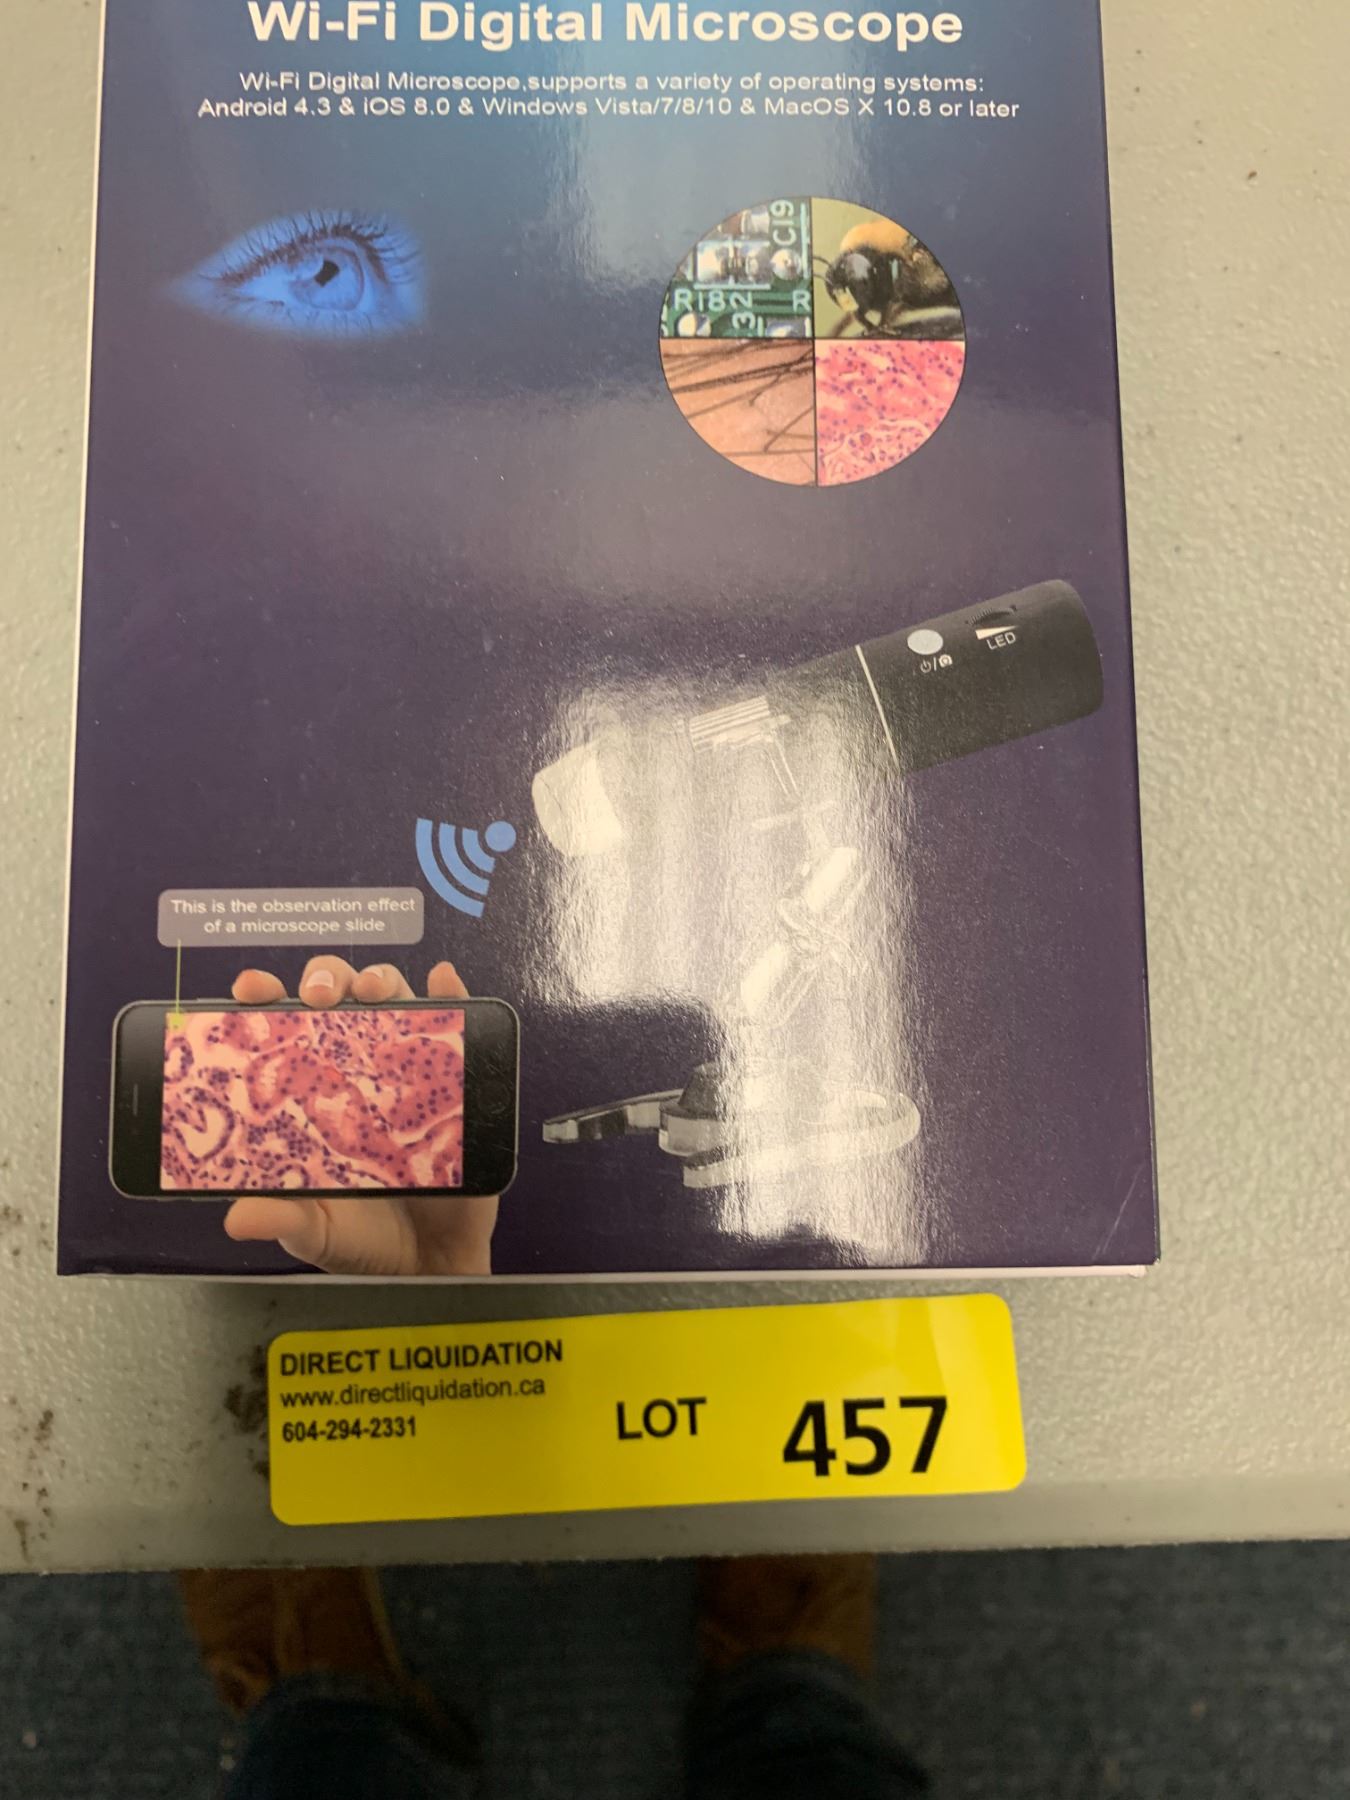 Wi-Fi Digital Microscope
Wi-Fi Digital Microscope,supports a variety of operating systems:
Android 4.3 & iOS 8.0 & Windows Vista/7/8/10 & MacOS X 10.8 or later
C19
R18
32
R
LED
This is the observation effect
of a microscope slide
DIRECT LIQUIDATION
www.directliquidation.ca
604-294-2331
LOT 457